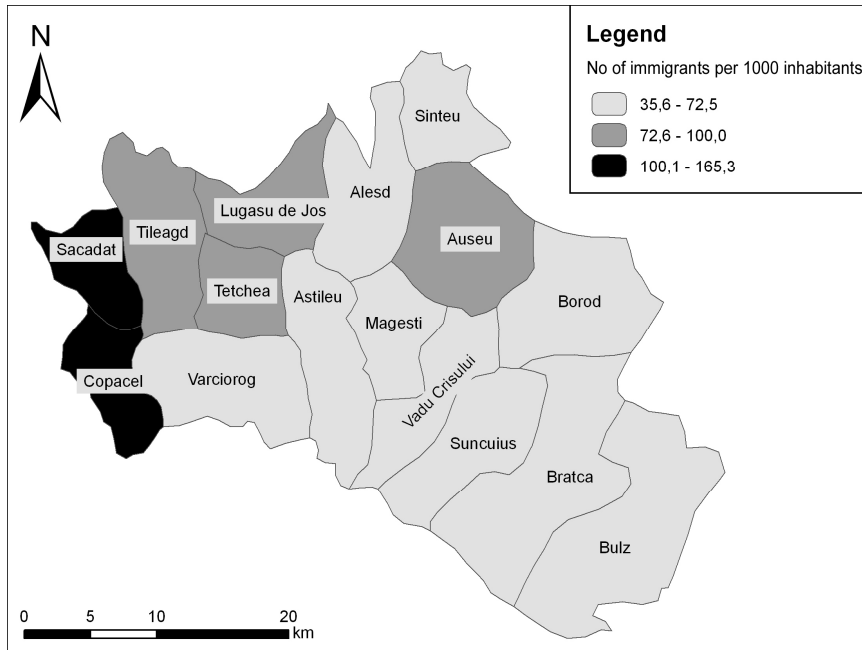 N
Legend
No of immigrants per 1000 inhabitants
35,6 - 72,5
72,6 - 100,0
100,1 - 165,3
Sinteu
Alesd
Lugasu de Jos
Tileagd
Auseu
Sacadat
Tetchea
Astileu
Borod
Magesti
Copacel
Varciorog
Vadu Crisului
Suncuius
Bratca
Bulz
0 5 10 20
km